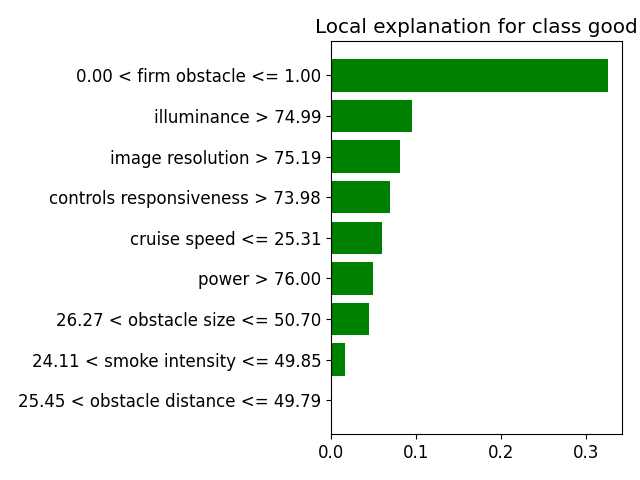 Local explanation for class good
0.00 < firm obstacle <= 1.00
illuminance > 74.99
image resolution > 75.19
controls responsiveness > 73.98
cruise speed <= 25.31
power > 76.00
26.27 < obstacle size <= 50.70
24.11 < smoke intensity <= 49.85
25.45 < obstacle distance <= 49.79
0.0 0.1 0.2 0.3